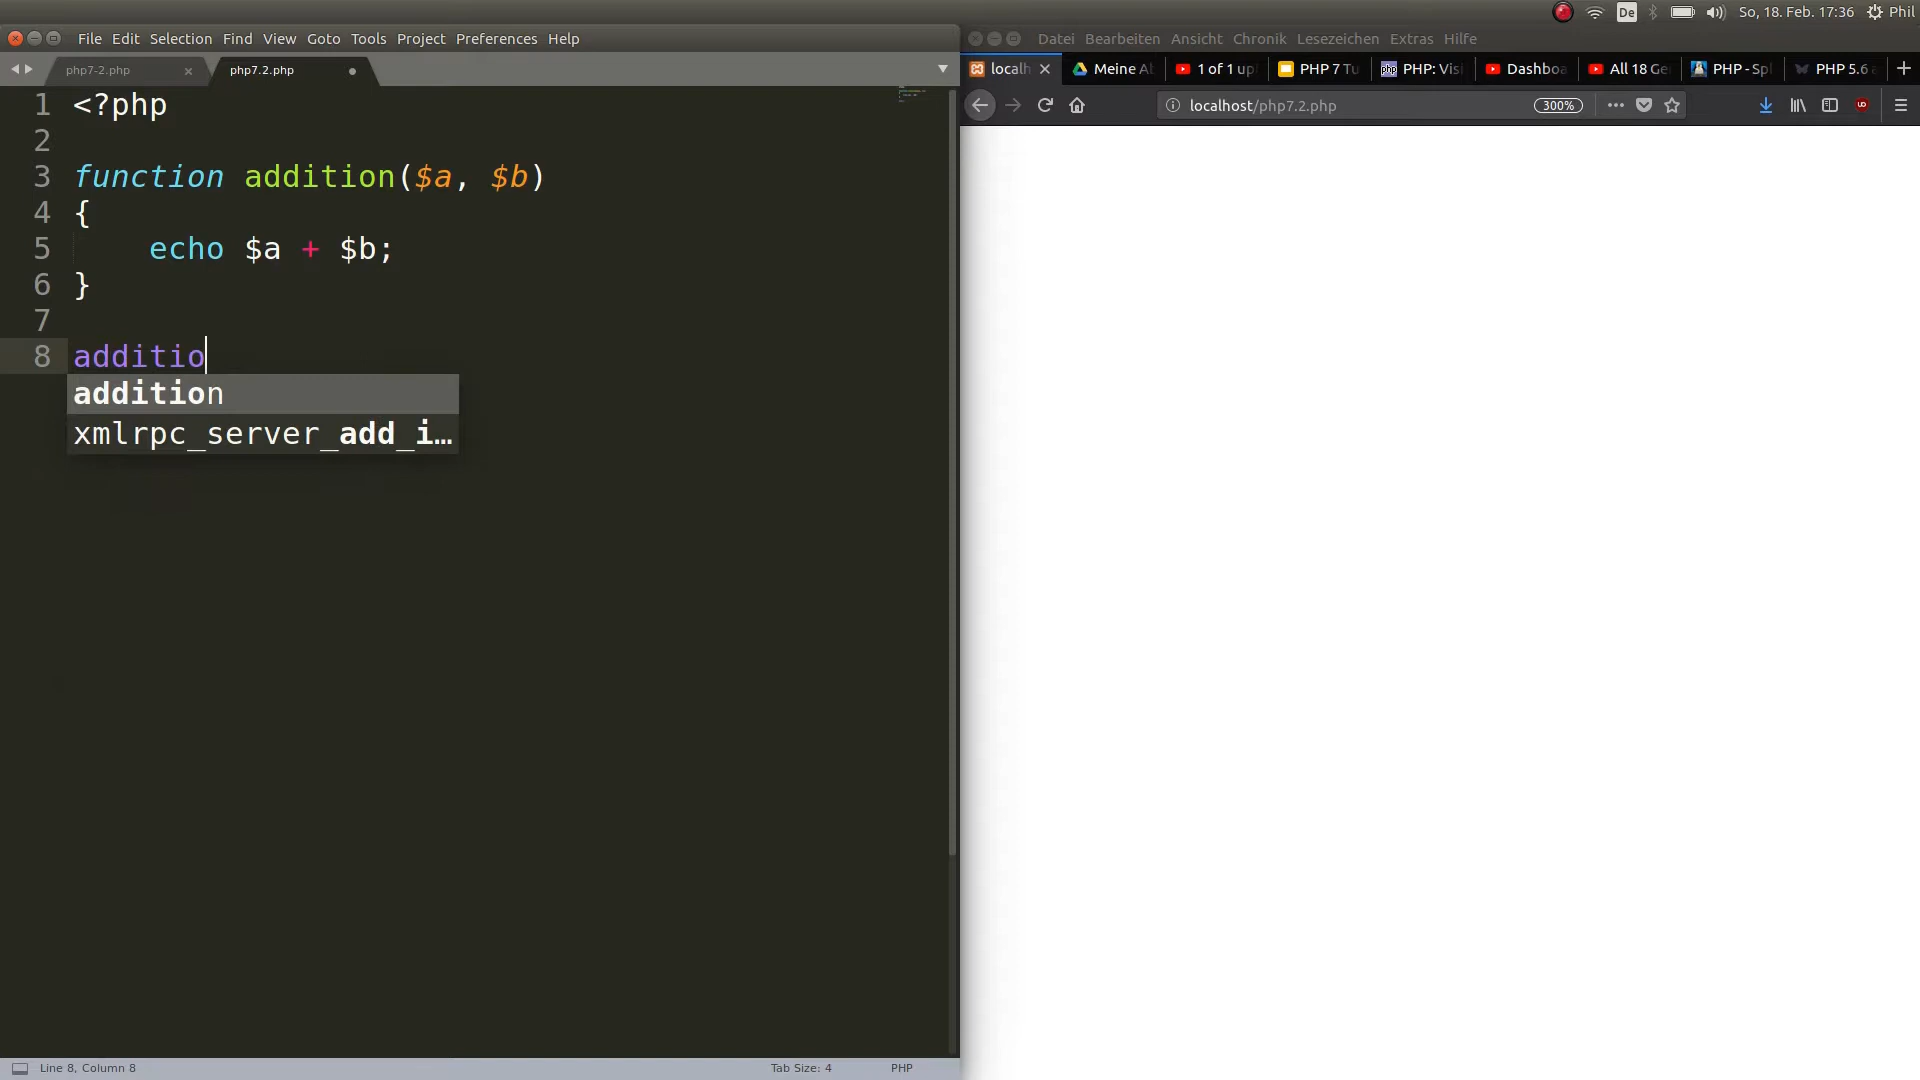 De So, 18. Feb. 17:36 Phil
File Edit Selection Find View Goto Tools Project Preferences Help
Datei Bearbeiten Ansicht Chronik Lesezeichen Extras Hilfe
php7-2.php php7.2.php
localh Meine Ab 1 of 1 up PHP 7 Tu PHP: Visi Dashboa All 18 Ge PHP - Spl PHP 5.6 a
localhost/php7.2.php 300%
1 <?php
2
3 function addition($a, $b)
4 {
5 echo $a + $b;
6 }
7
8 additio
addition
xmlrpc_server_add_i…
Line 8, Column 8 Tab Size: 4 PHP